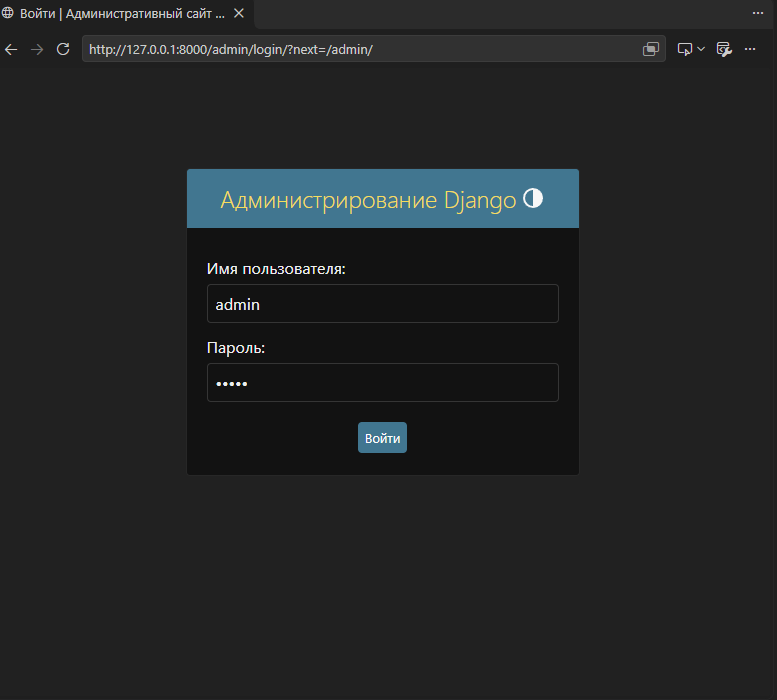 Войти | Административный сайт ...
http://127.0.0.1:8000/admin/login/?next=/admin/
Администрирование Django
Имя пользователя:
admin
Пароль:
•••••
Войти